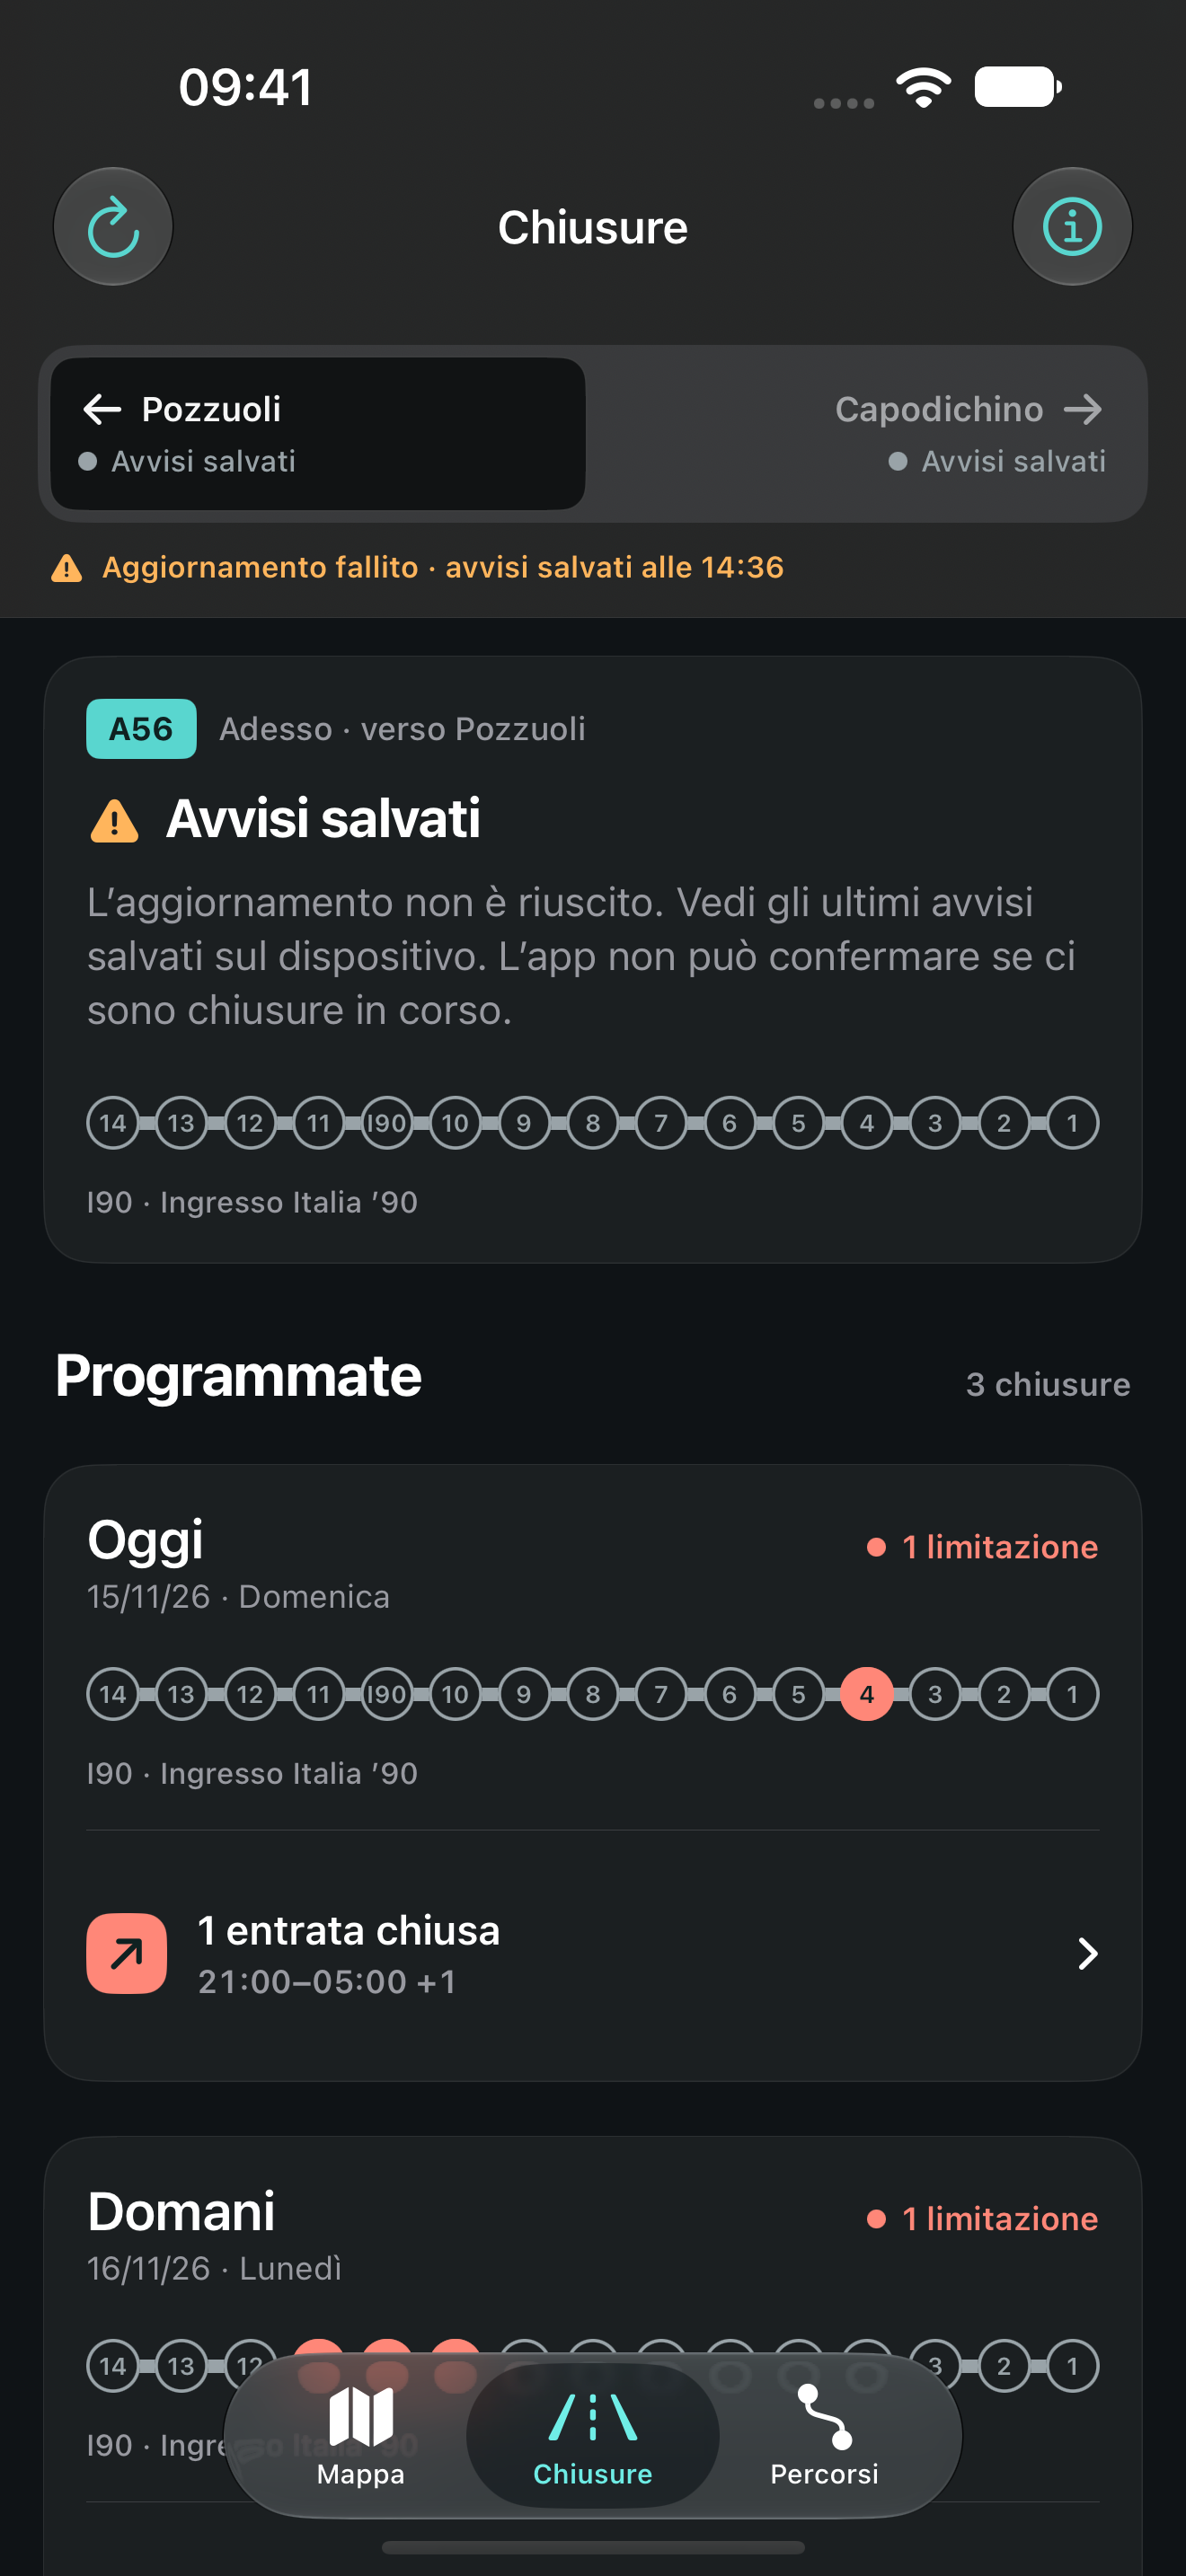 09:41
Chiusure
← Pozzuoli
Avvisi salvati
Capodichino →
Avvisi salvati
Aggiornamento fallito · avvisi salvati alle 14:36
A56 Adesso · verso Pozzuoli
Avvisi salvati
L’aggiornamento non è riuscito. Vedi gli ultimi avvisi
salvati sul dispositivo. L’app non può confermare se ci
sono chiusure in corso.
14 13 12 11 I90 10 9 8 7 6 5 4 3 2 1
I90 · Ingresso Italia ’90
Programmate
3 chiusure
Oggi
1 limitazione
15/11/26 · Domenica
14 13 12 11 I90 10 9 8 7 6 5 4 3 2 1
I90 · Ingresso Italia ’90
1 entrata chiusa
21:00–05:00 +1
Domani
1 limitazione
16/11/26 · Lunedì
14 13 12 3 2 1
I90 · Ingresso Italia ’90
Mappa
Chiusure
Percorsi